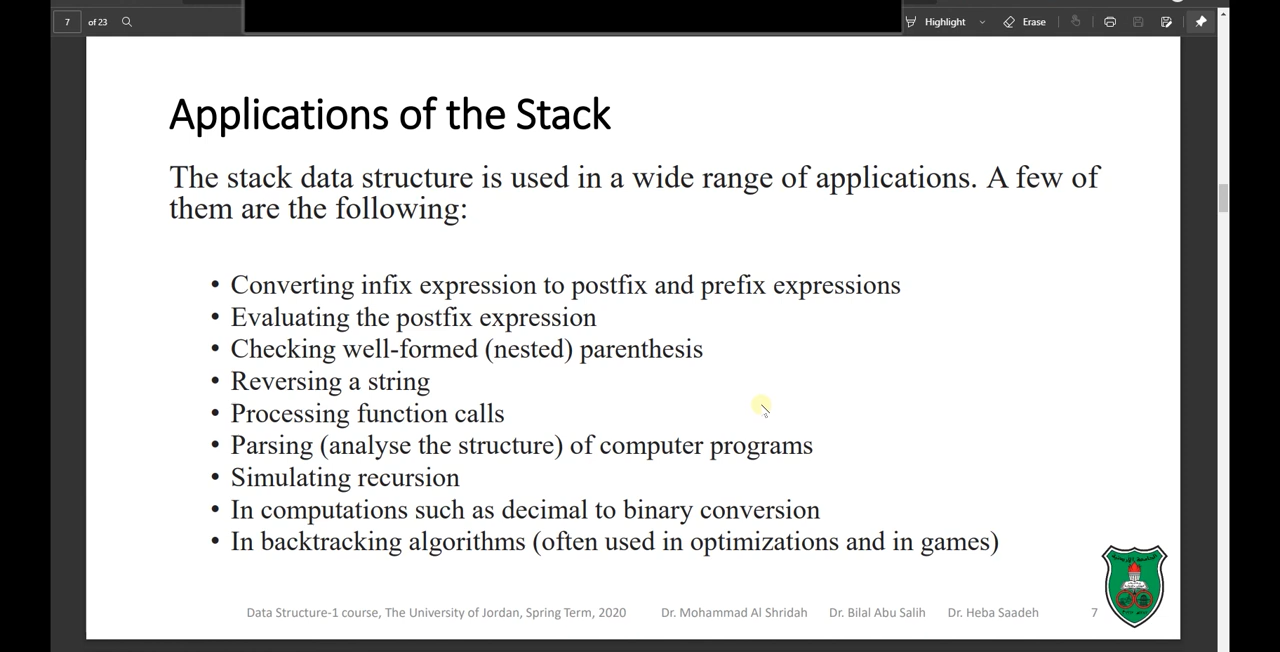 7 of 23 Highlight Erase
Applications of the Stack
The stack data structure is used in a wide range of applications. A few of
them are the following:
• Converting infix expression to postfix and prefix expressions
• Evaluating the postfix expression
• Checking well-formed (nested) parenthesis
• Reversing a string
• Processing function calls
• Parsing (analyse the structure) of computer programs
• Simulating recursion
• In computations such as decimal to binary conversion
• In backtracking algorithms (often used in optimizations and in games)
Data Structure-1 course, The University of Jordan, Spring Term, 2020 Dr. Mohammad Al Shridah Dr. Bilal Abu Salih Dr. Heba Saadeh 7